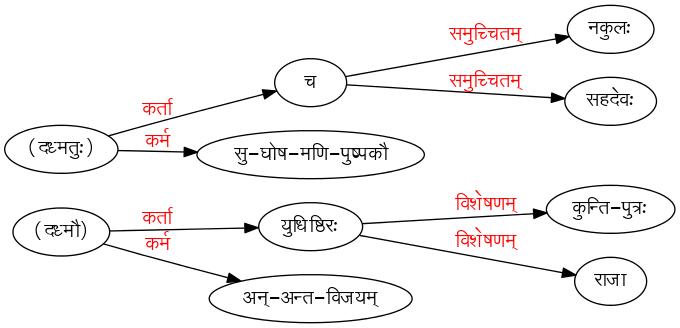 नकुलः
समुच्चितम्
च
समुच्चितम्
सहदेवः
कर्ता
(दध्मतुः)
कर्म
सु-घोष-मणि-पुष्पकौ
विशेषणम्
कुन्ति-पुत्रः
कर्ता
युधिष्ठिरः
(दध्मौ)
कर्म
विशेषणम्
राजा
अन्-अन्त-विजयम्